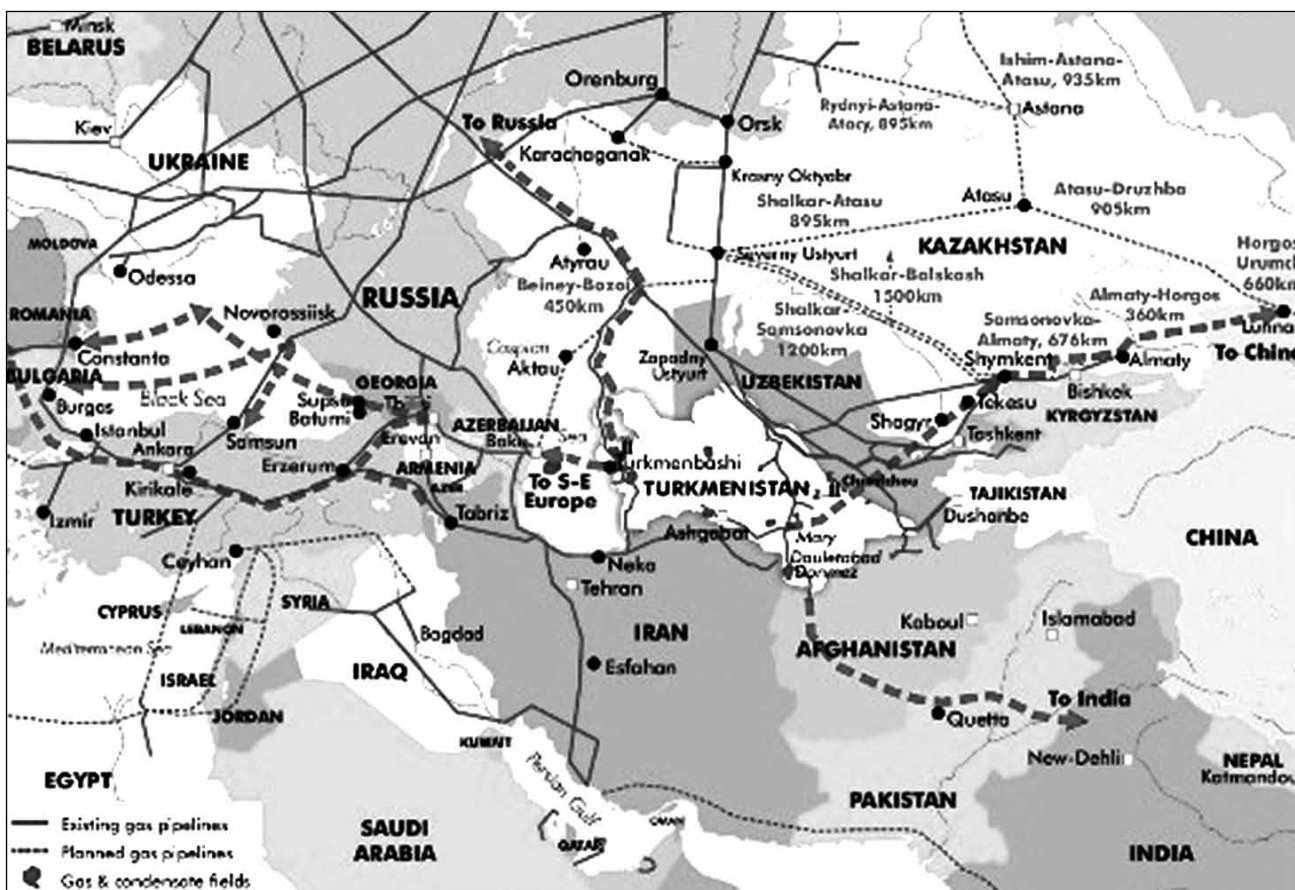 Minsk
BELARUS
Kiev
UKRAINE
MOLDOVA
Odessa
ROMANIA
Constanta
BULGARIA
Burgas
Istanbul
Ankara
Kirikale
Izmir
TURKEY
Novorossiisk
RUSSIA
Black Sea
Samsun
Supsa
Batumi
GEORGIA
Erevan
ARMENIA
Erzerum
AZERBAIJAN
Baku
Tabriz
Ceyhan
CYPRUS
SYRIA
LEBANON
Mediterranean Sea
ISRAEL
JORDAN
EGYPT
IRAQ
Bagdad
KUWAIT
SAUDI
ARABIA
Persian Gulf
QATAR
OMAN
To Russia
Orenburg
Karachaganak
Orsk
Krasny Oktyabr
Rydnyi-Astana-
Atacy, 895km
Ishim-Astana-
Atasu, 935km
Astana
Atasu
Atasu-Druzhba
905km
Shalkar-Atasu
895km
KAZAKHSTAN
Severny Ustyurt
Atyrau
Beiney-Bozoi
450km
Caspian
Sea
Aktau
Zapadny
Ustyurt
Shalkar-
Samsonovka
1200km
Shalkar-Balskash
1500km
Samsonovka-
Almaty, 676km
Almaty-Horgos
360km
Horgos
Urumchi
660km
To China
Shymkent
Almaty
Bishkek
KYRGYZSTAN
UZBEKISTAN
Shagyr
Tekesu
Tashkent
TAJIKISTAN
Dushanbe
Turkmenbashi
TURKMENISTAN
To S-E
Europe
Ashgabat
Mary
Dauletabad
Donmez
Neka
Tehran
IRAN
Esfahan
Kaboul
AFGHANISTAN
Islamabad
Quetta
To India
New-Dehli
PAKISTAN
CHINA
NEPAL
Katmandou
INDIA
Existing gas pipelines
Planned gas pipelines
Gas & condensate fields